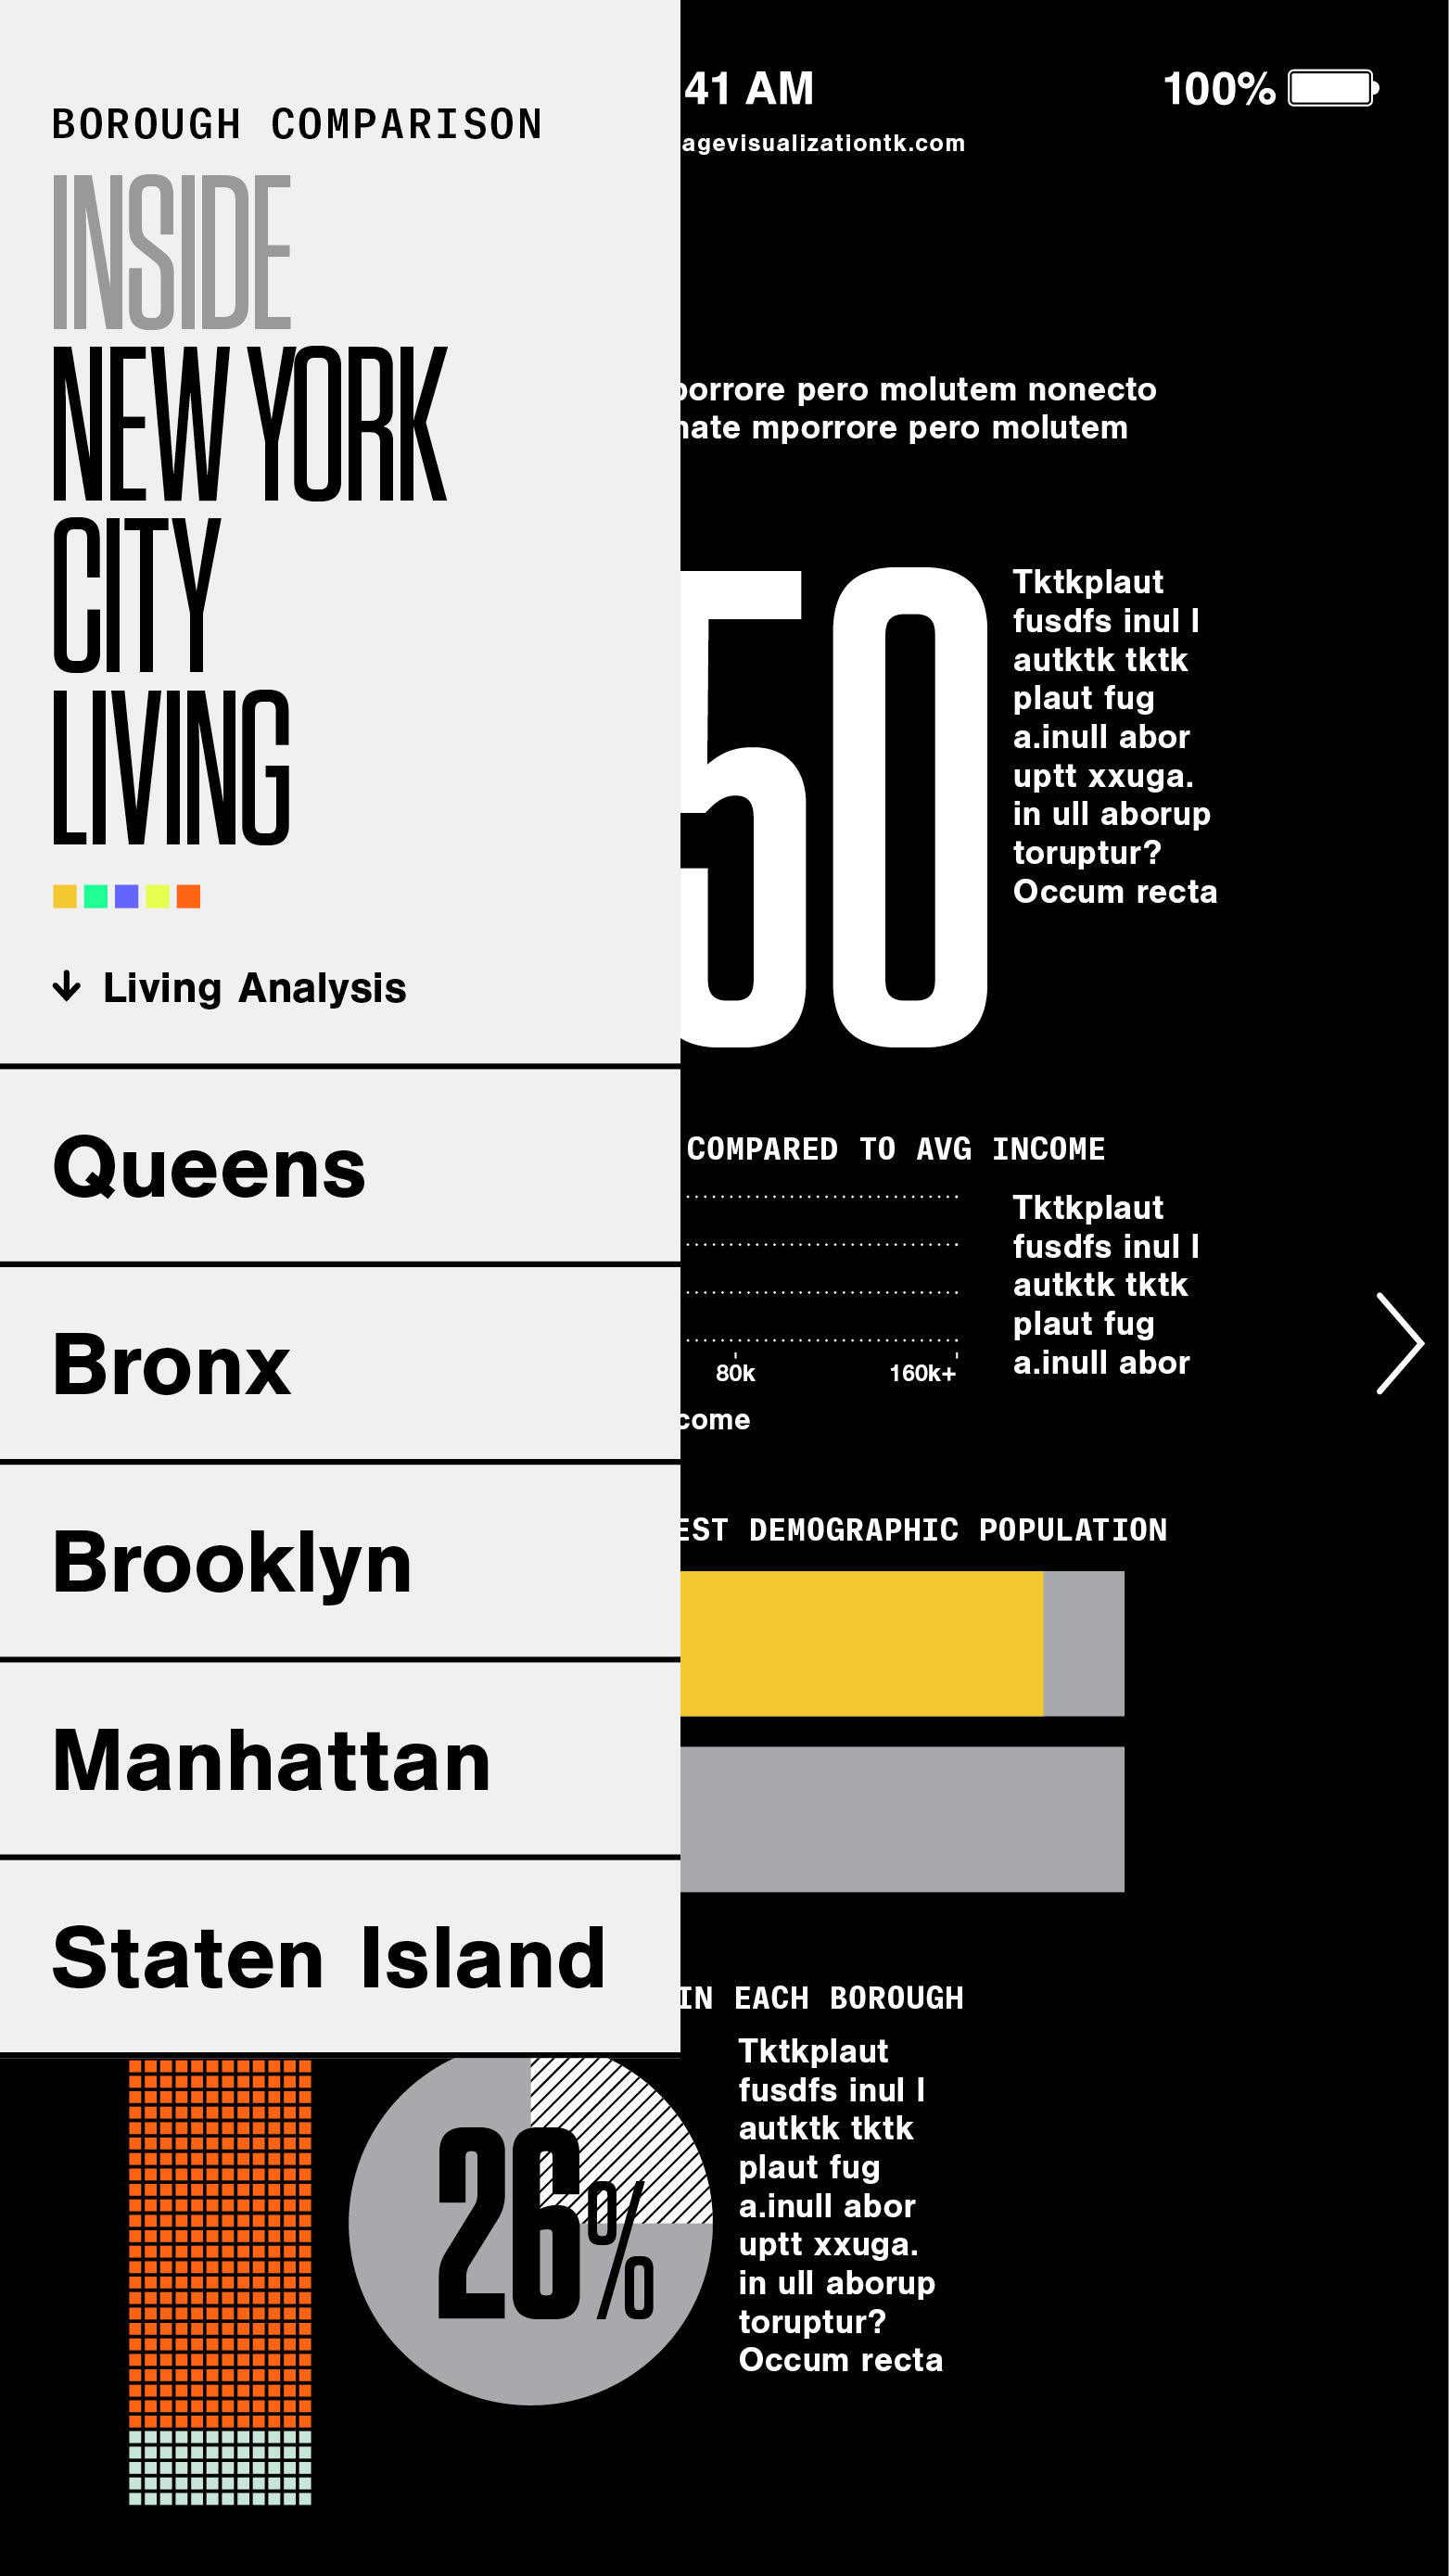 BOROUGH COMPARISON
INSIDE
NEW YORK
CITY
LIVING
Living Analysis
Queens
Bronx
Brooklyn
Manhattan
Staten Island
41 AM
100%
agevisualizationtk.com
porrore pero molutem nonecto
nate mporrore pero molutem
50
Tktkplaut
fusdfs inul l
autktk tktk
plaut fug
a.inull abor
uptt xxuga.
in ull aborup
toruptur?
Occum recta
COMPARED TO AVG INCOME
80k
160k+
come
Tktkplaut
fusdfs inul l
autktk tktk
plaut fug
a.inull abor
EST DEMOGRAPHIC POPULATION
IN EACH BOROUGH
26%
Tktkplaut
fusdfs inul l
autktk tktk
plaut fug
a.inull abor
uptt xxuga.
in ull aborup
toruptur?
Occum recta